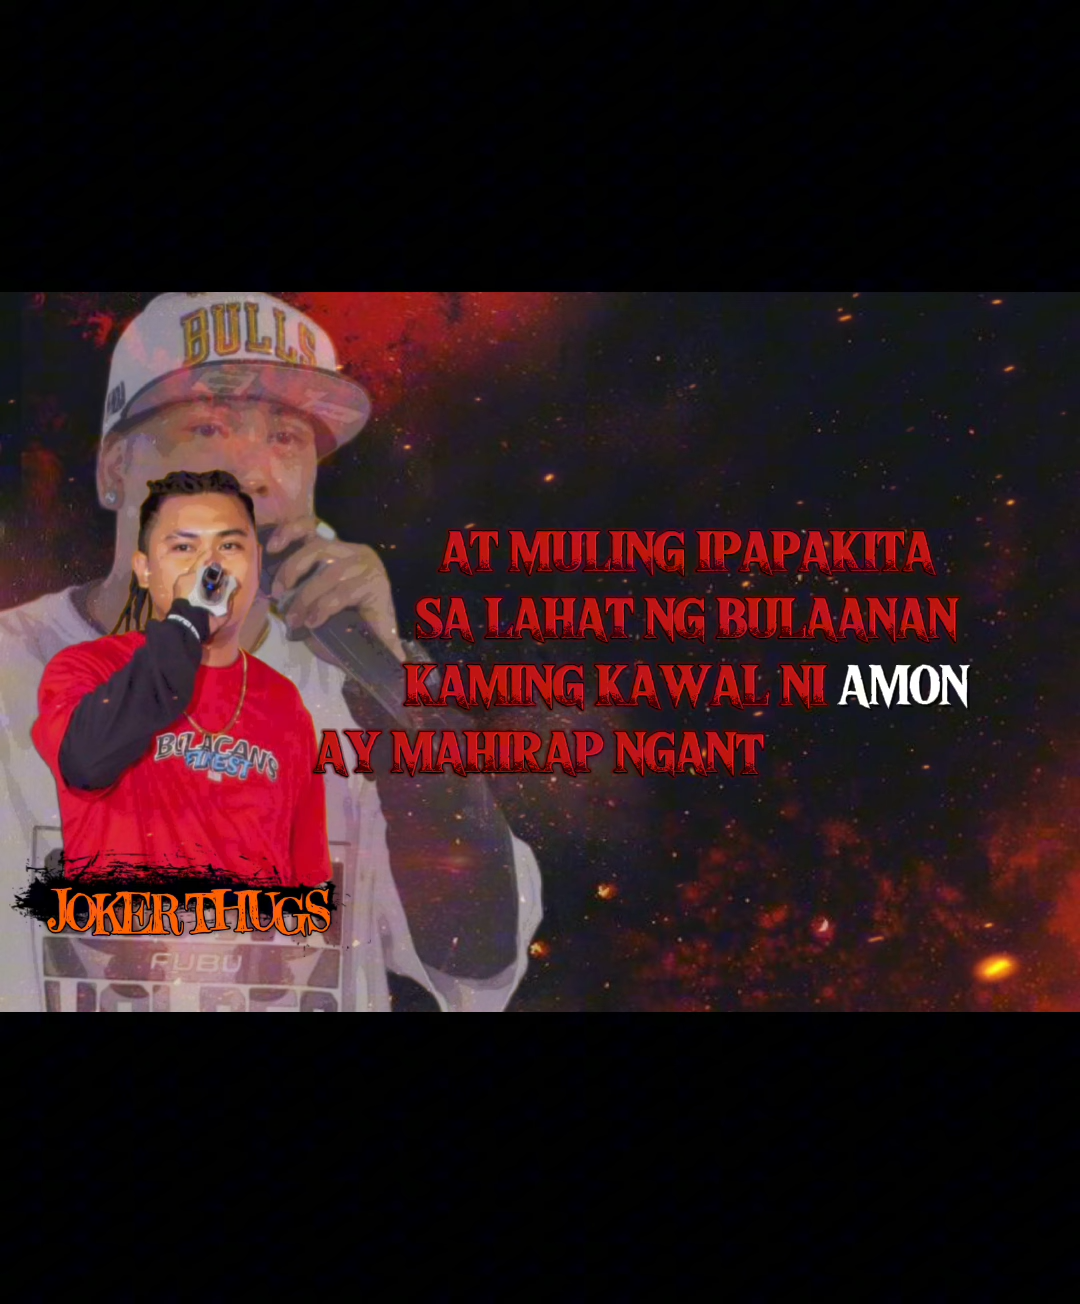 BULLS
AT MULING IPAPAKITA
SA LAHAT NG BULAANAN
KAMING KAWAL NI AMON
AY MAHIRAP NGANT
BULACAN'S
FINEST
JOKER THUGS
FUBU